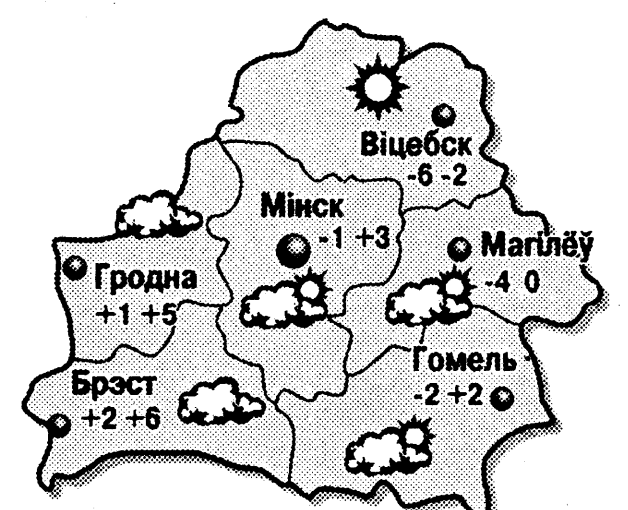 Віцебск
-6 -2
Мінск
-1 +3
Магілёў
-4 0
Гродна
+1 +5
Гомель
-2 +2
Брэст
+2 +6